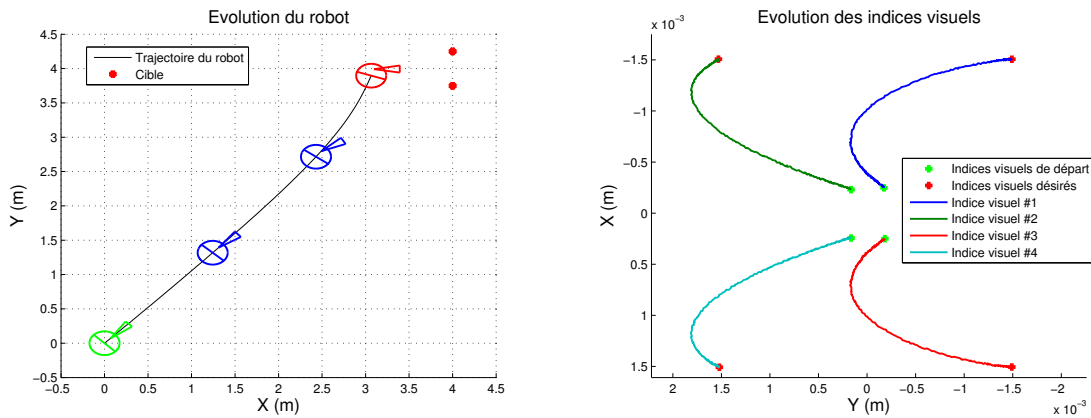 Evolution du robot
4.5
4
3.5
3
2.5
2
1.5
1
0.5
0
−0.5
−0.5 0 0.5 1 1.5 2 2.5 3 3.5 4 4.5
Y (m)
X (m)
Trajectoire du robot
Cible
Evolution des indices visuels
x 10⁻³
−1.5
−1
−0.5
0
0.5
1
1.5
2 1.5 1 0.5 0 −0.5 −1 −1.5 −2
x 10⁻³
X (m)
Y (m)
Indices visuels de départ
Indices visuels désirés
Indice visuel #1
Indice visuel #2
Indice visuel #3
Indice visuel #4